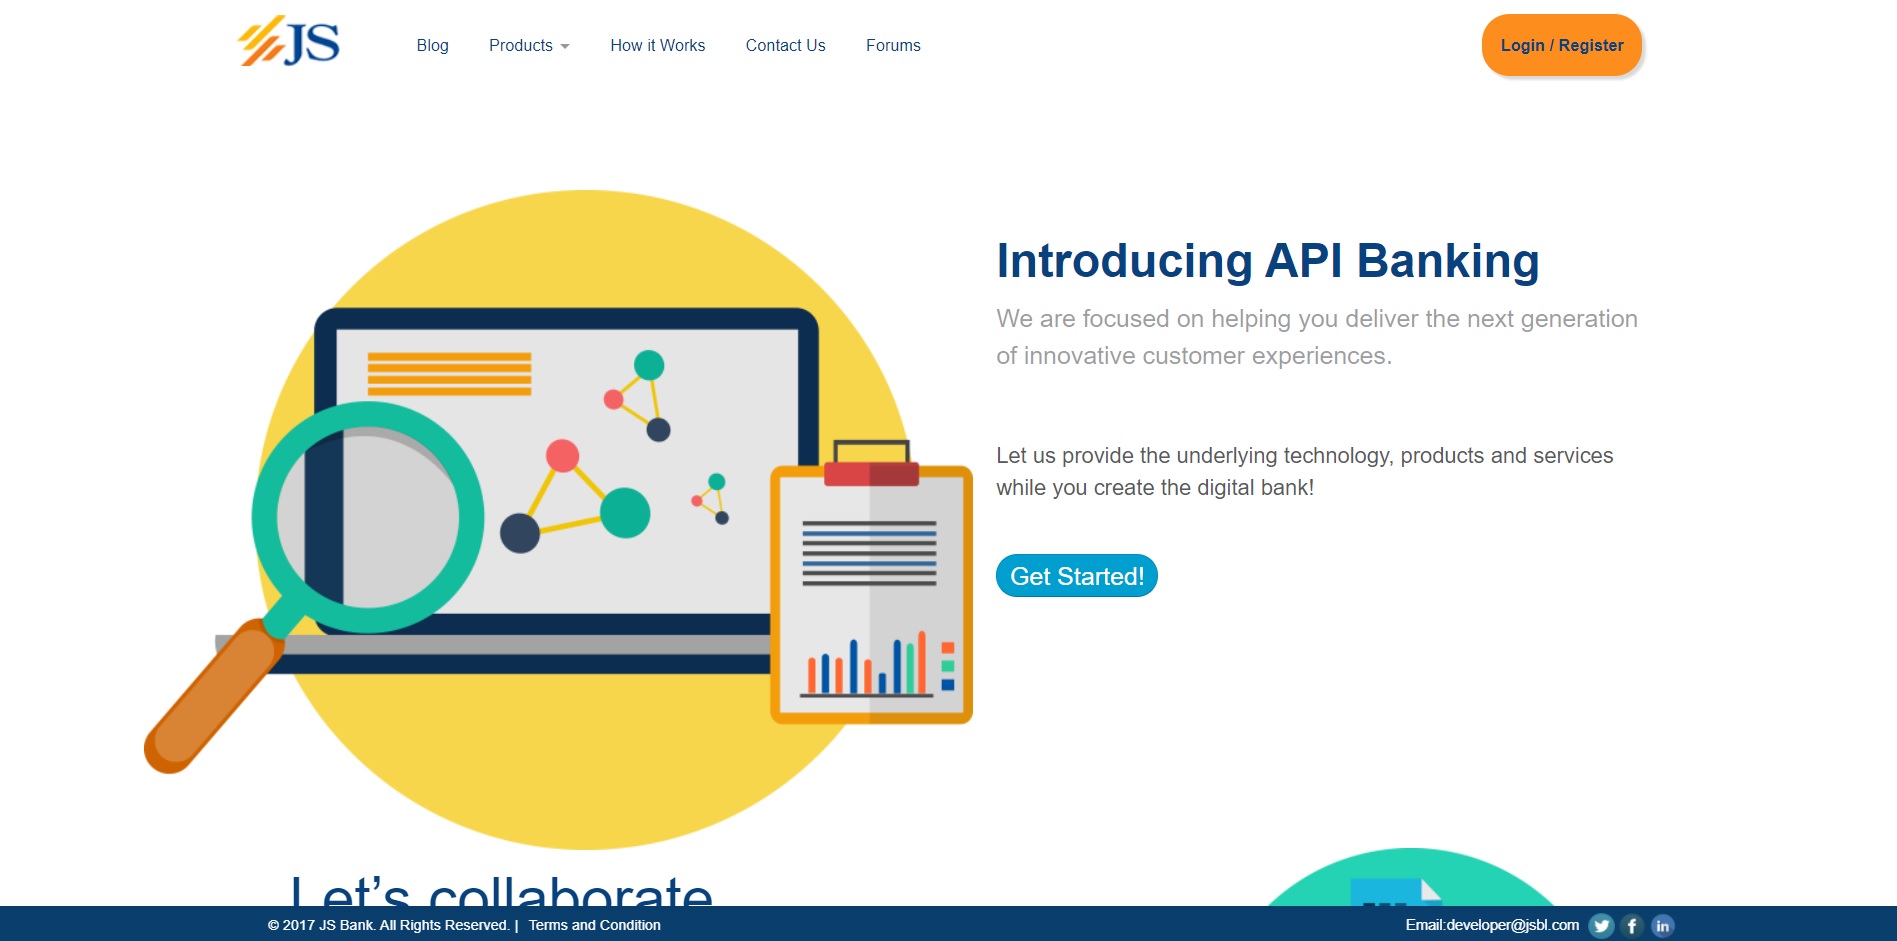 JS
Blog
Products
How it Works
Contact Us
Forums
Login / Register
Introducing API Banking
We are focused on helping you deliver the next generation
of innovative customer experiences.
Let us provide the underlying technology, products and services
while you create the digital bank!
Get Started!
Let’s collaborate
© 2017 JS Bank. All Rights Reserved. |
Terms and Condition
Email:developer@jsbl.com